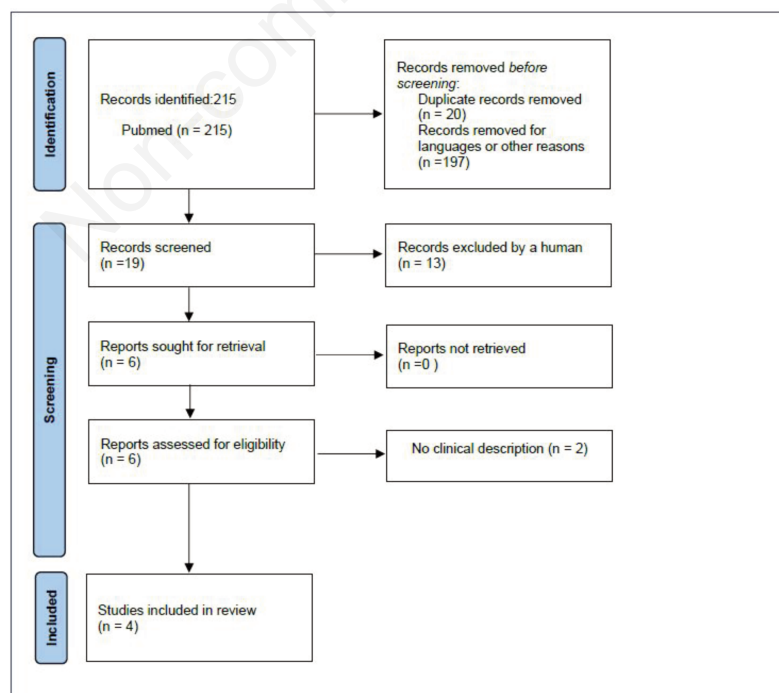 Non-com
Identification
Records identified:215
Pubmed (n = 215)
Records removed before
screening:
Duplicate records removed
(n = 20)
Records removed for
languages or other reasons
(n =197)
Screening
Records screened
(n =19)
Records excluded by a human
(n = 13)
Reports sought for retrieval
(n = 6)
Reports not retrieved
(n =0 )
Reports assessed for eligibility
(n = 6)
No clinical description (n = 2)
Included
Studies included in review
(n = 4)